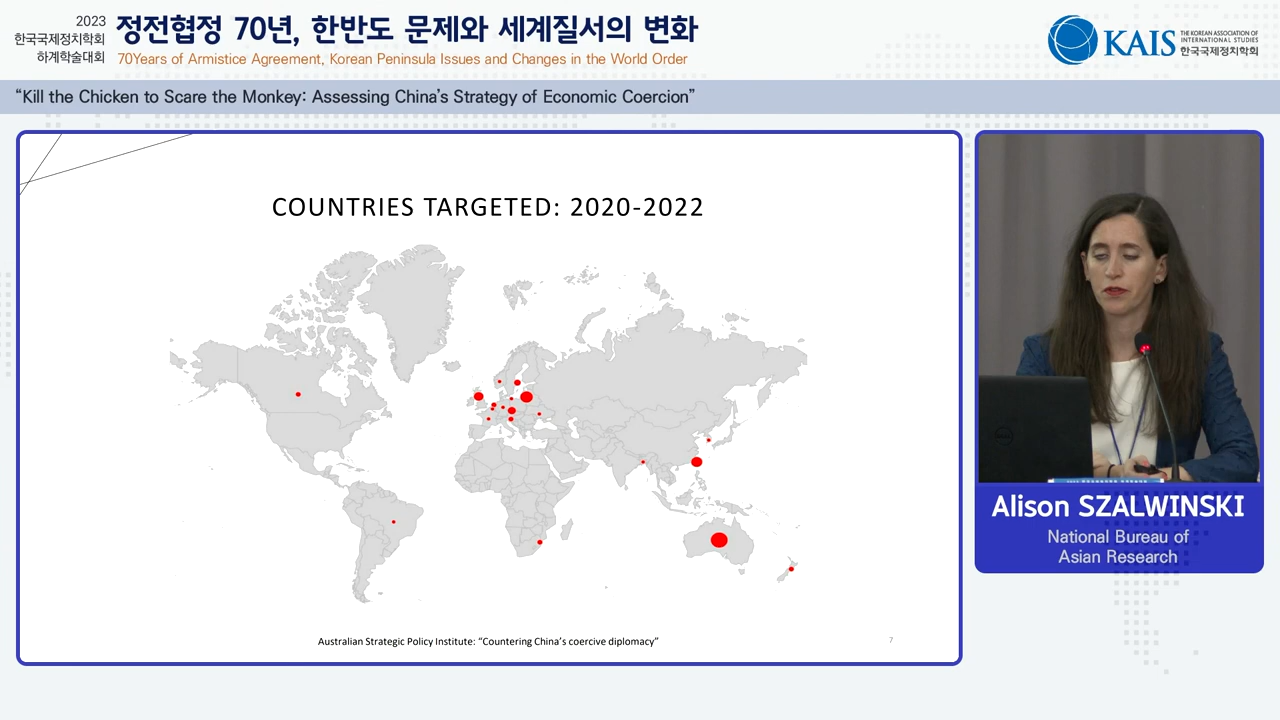 2023
한국국제정치학회
하계학술대회
정전협정 70년, 한반도 문제와 세계질서의 변화
70Years of Armistice Agreement, Korean Peninsula Issues and Changes in the World Order
KAIS
THE KOREAN ASSOCIATION OF
INTERNATIONAL STUDIES
한국국제정치학회
“Kill the Chicken to Scare the Monkey: Assessing China’s Strategy of Economic Coercion”
COUNTRIES TARGETED: 2020-2022
Australian Strategic Policy Institute: “Countering China’s coercive diplomacy”
7
Alison SZALWINSKI
National Bureau of
Asian Research